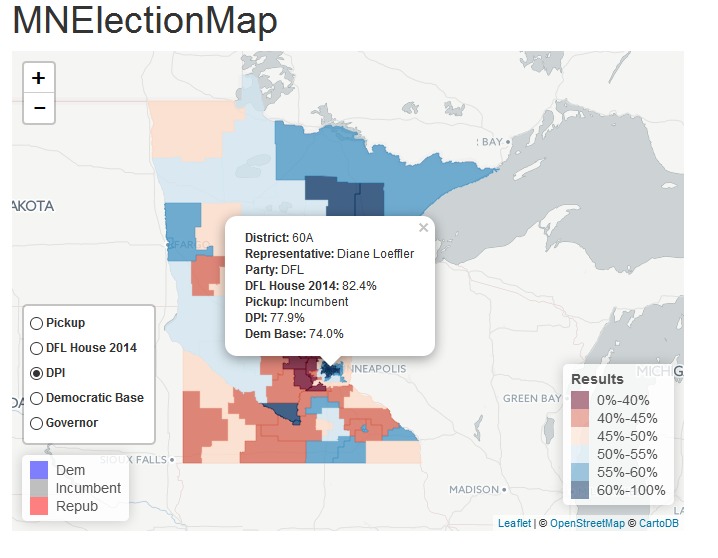 MNElectionMap
+
−
BAY
AKOTA
FARGO
×
District: 60A
Representative: Diane Loeffler
Party: DFL
DFL House 2014: 82.4%
Pickup: Incumbent
DPI: 77.9%
Dem Base: 74.0%
Pickup
DFL House 2014
DPI
Democratic Base
Governor
INEAPOLIS
MICHIG
GREEN BAY
Results
0%-40%
40%-45%
45%-50%
50%-55%
55%-60%
60%-100%
SIOUX FALLS
Dem
Incumbent
Repub
MADISON
LA
Leaflet | © OpenStreetMap © CartoDB